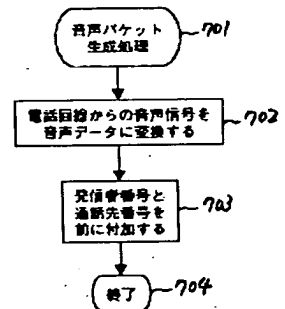 音声パケット
生成処理
701
電話回線からの音声信号を
音声データに変換する
702
発信者番号と
通話先番号を
前に付加する
703
終了
704